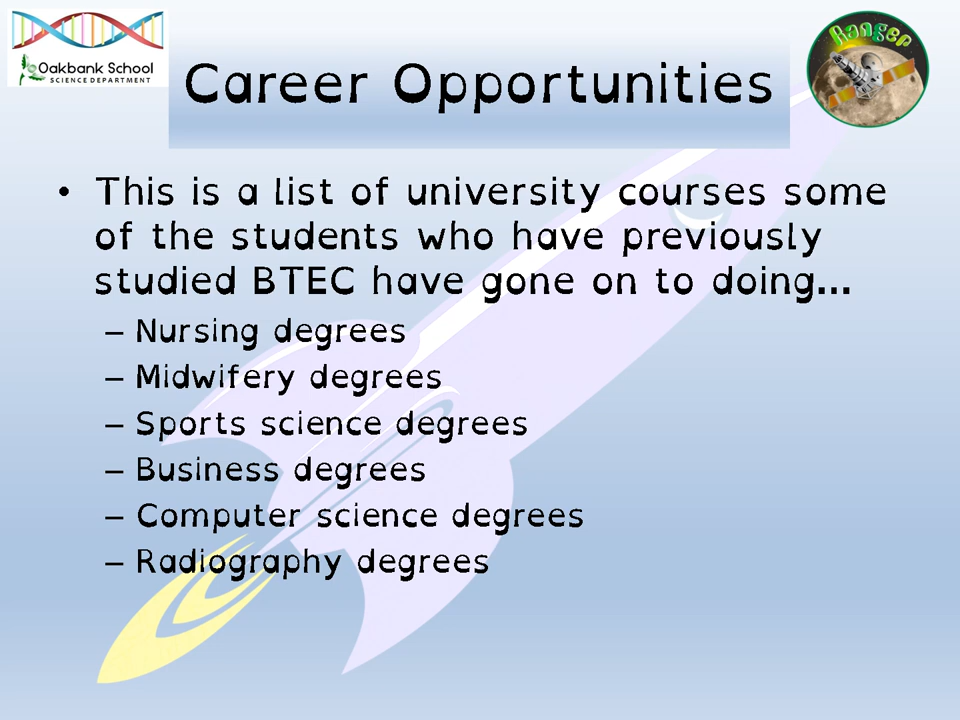 Oakbank School
SCIENCE DEPARTMENT
Ranger
Career Opportunities
• This is a list of university courses some
of the students who have previously
studied BTEC have gone on to doing...
– Nursing degrees
– Midwifery degrees
– Sports science degrees
– Business degrees
– Computer science degrees
– Radiography degrees